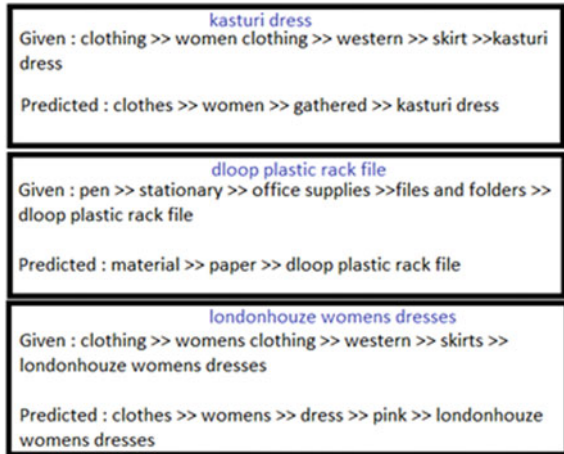 kasturi dress
Given : clothing >> women clothing >> western >> skirt >>kasturi
dress
Predicted : clothes >> women >> gathered >> kasturi dress
dloop plastic rack file
Given : pen >> stationary >> office supplies >>files and folders >>
dloop plastic rack file
Predicted : material >> paper >> dloop plastic rack file
londonhouze womens dresses
Given : clothing >> womens clothing >> western >> skirts >>
londonhouze womens dresses
Predicted : clothes >> womens >> dress >> pink >> londonhouze
womens dresses